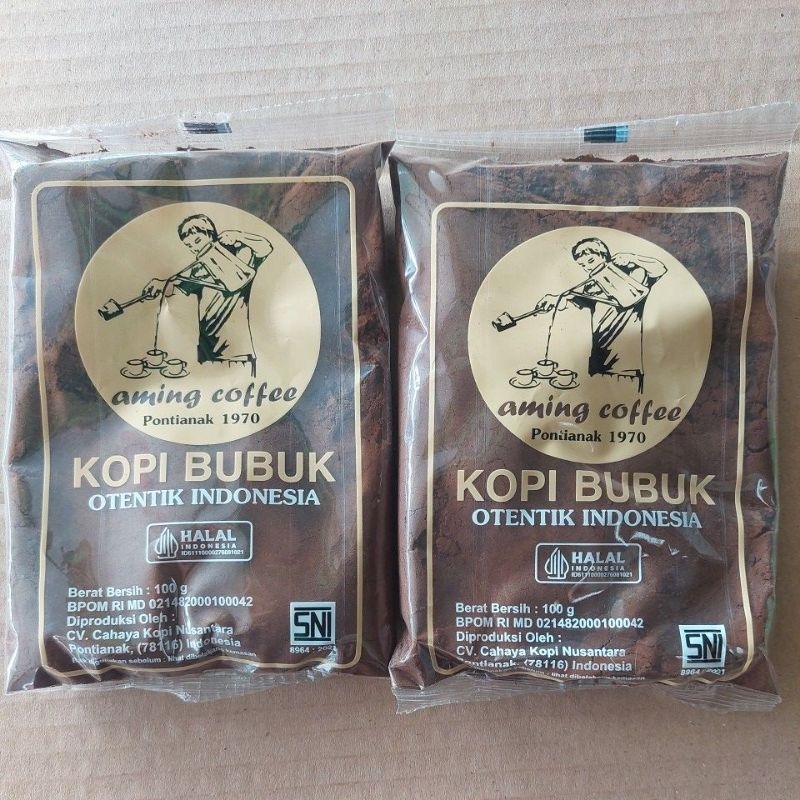 aming coffee
Pontianak 1970
KOPI BUBUK
OTENTIK INDONESIA
HALAL
INDONESIA
Berat Bersih : 100 g
BPOM RI MD 021482000100042
Diproduksi Oleh :
CV. Cahaya Kopi Nusantara
Pontianak, (78116) Indonesia
SNI
aming coffee
Pontianak 1970
KOPI BUBUK
OTENTIK INDONESIA
HALAL
INDONESIA
Berat Bersih : 100 g
BPOM RI MD 021482000100042
Diproduksi Oleh :
CV. Cahaya Kopi Nusantara
Pontianak, (78116) Indonesia
SNI